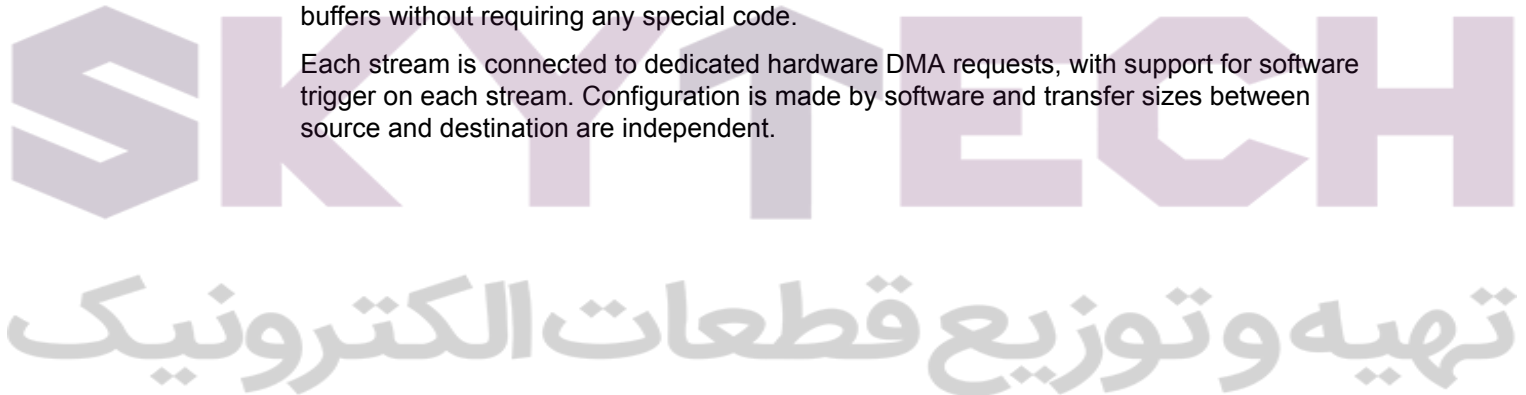 buffers without requiring any special code.
Each stream is connected to dedicated hardware DMA requests, with support for software
trigger on each stream. Configuration is made by software and transfer sizes between
source and destination are independent.
SKYTECH
تهیه و توزیع قطعات الکترونیک